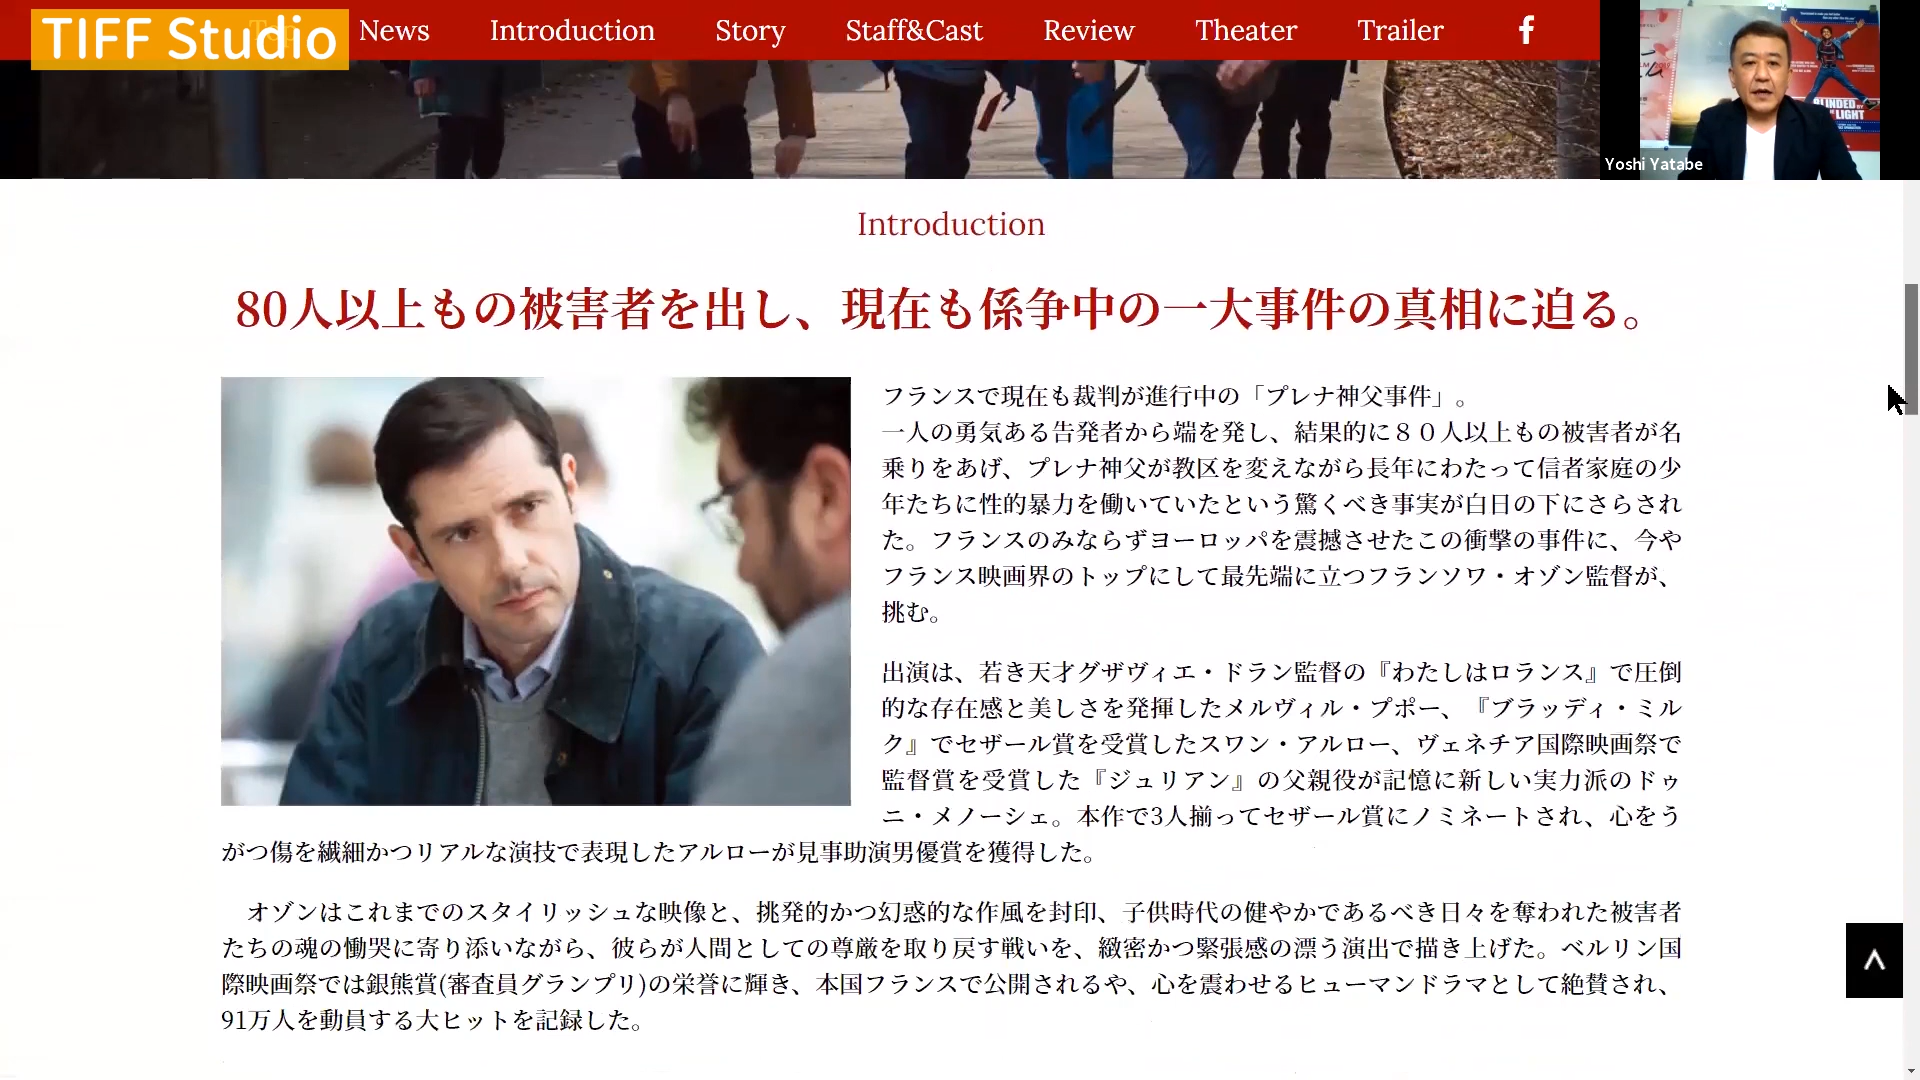 TIFF Studio
Top News Introduction Story Staff&Cast Review Theater Trailer f
BLINDED BY
LIGHT
Yoshi Yatabe
Introduction
80人以上もの被害者を出し、現在も係争中の一大事件の真相に迫る。
フランスで現在も裁判が進行中の「プレナ神父事件」。
一人の勇気ある告発者から端を発し、結果的に８０人以上もの被害者が名
乗りをあげ、プレナ神父が教区を変えながら長年にわたって信者家庭の少
年たちに性的暴力を働いていたという驚くべき事実が白日の下にさらされ
た。フランスのみならずヨーロッパを震撼させたこの衝撃の事件に、今や
フランス映画界のトップにして最先端に立つフランソワ・オゾン監督が、
挑む。
出演は、若き天才グザヴィエ・ドラン監督の『わたしはロランス』で圧倒
的な存在感と美しさを発揮したメルヴィル・プポー、『ブラッディ・ミル
ク』でセザール賞を受賞したスワン・アルロー、ヴェネチア国際映画祭で
監督賞を受賞した『ジュリアン』の父親役が記憶に新しい実力派のドゥ
ニ・メノーシェ。本作で3人揃ってセザール賞にノミネートされ、心をう
がつ傷を繊細かつリアルな演技で表現したアルローが見事助演男優賞を獲得した。
オゾンはこれまでのスタイリッシュな映像と、挑発的かつ幻惑的な作風を封印、子供時代の健やかであるべき日々を奪われた被害者
たちの魂の慟哭に寄り添いながら、彼らが人間としての尊厳を取り戻す戦いを、緻密かつ緊張感の漂う演出で描き上げた。ベルリン国
際映画祭では銀熊賞(審査員グランプリ)の栄誉に輝き、本国フランスで公開されるや、心を震わせるヒューマンドラマとして絶賛され、
91万人を動員する大ヒットを記録した。